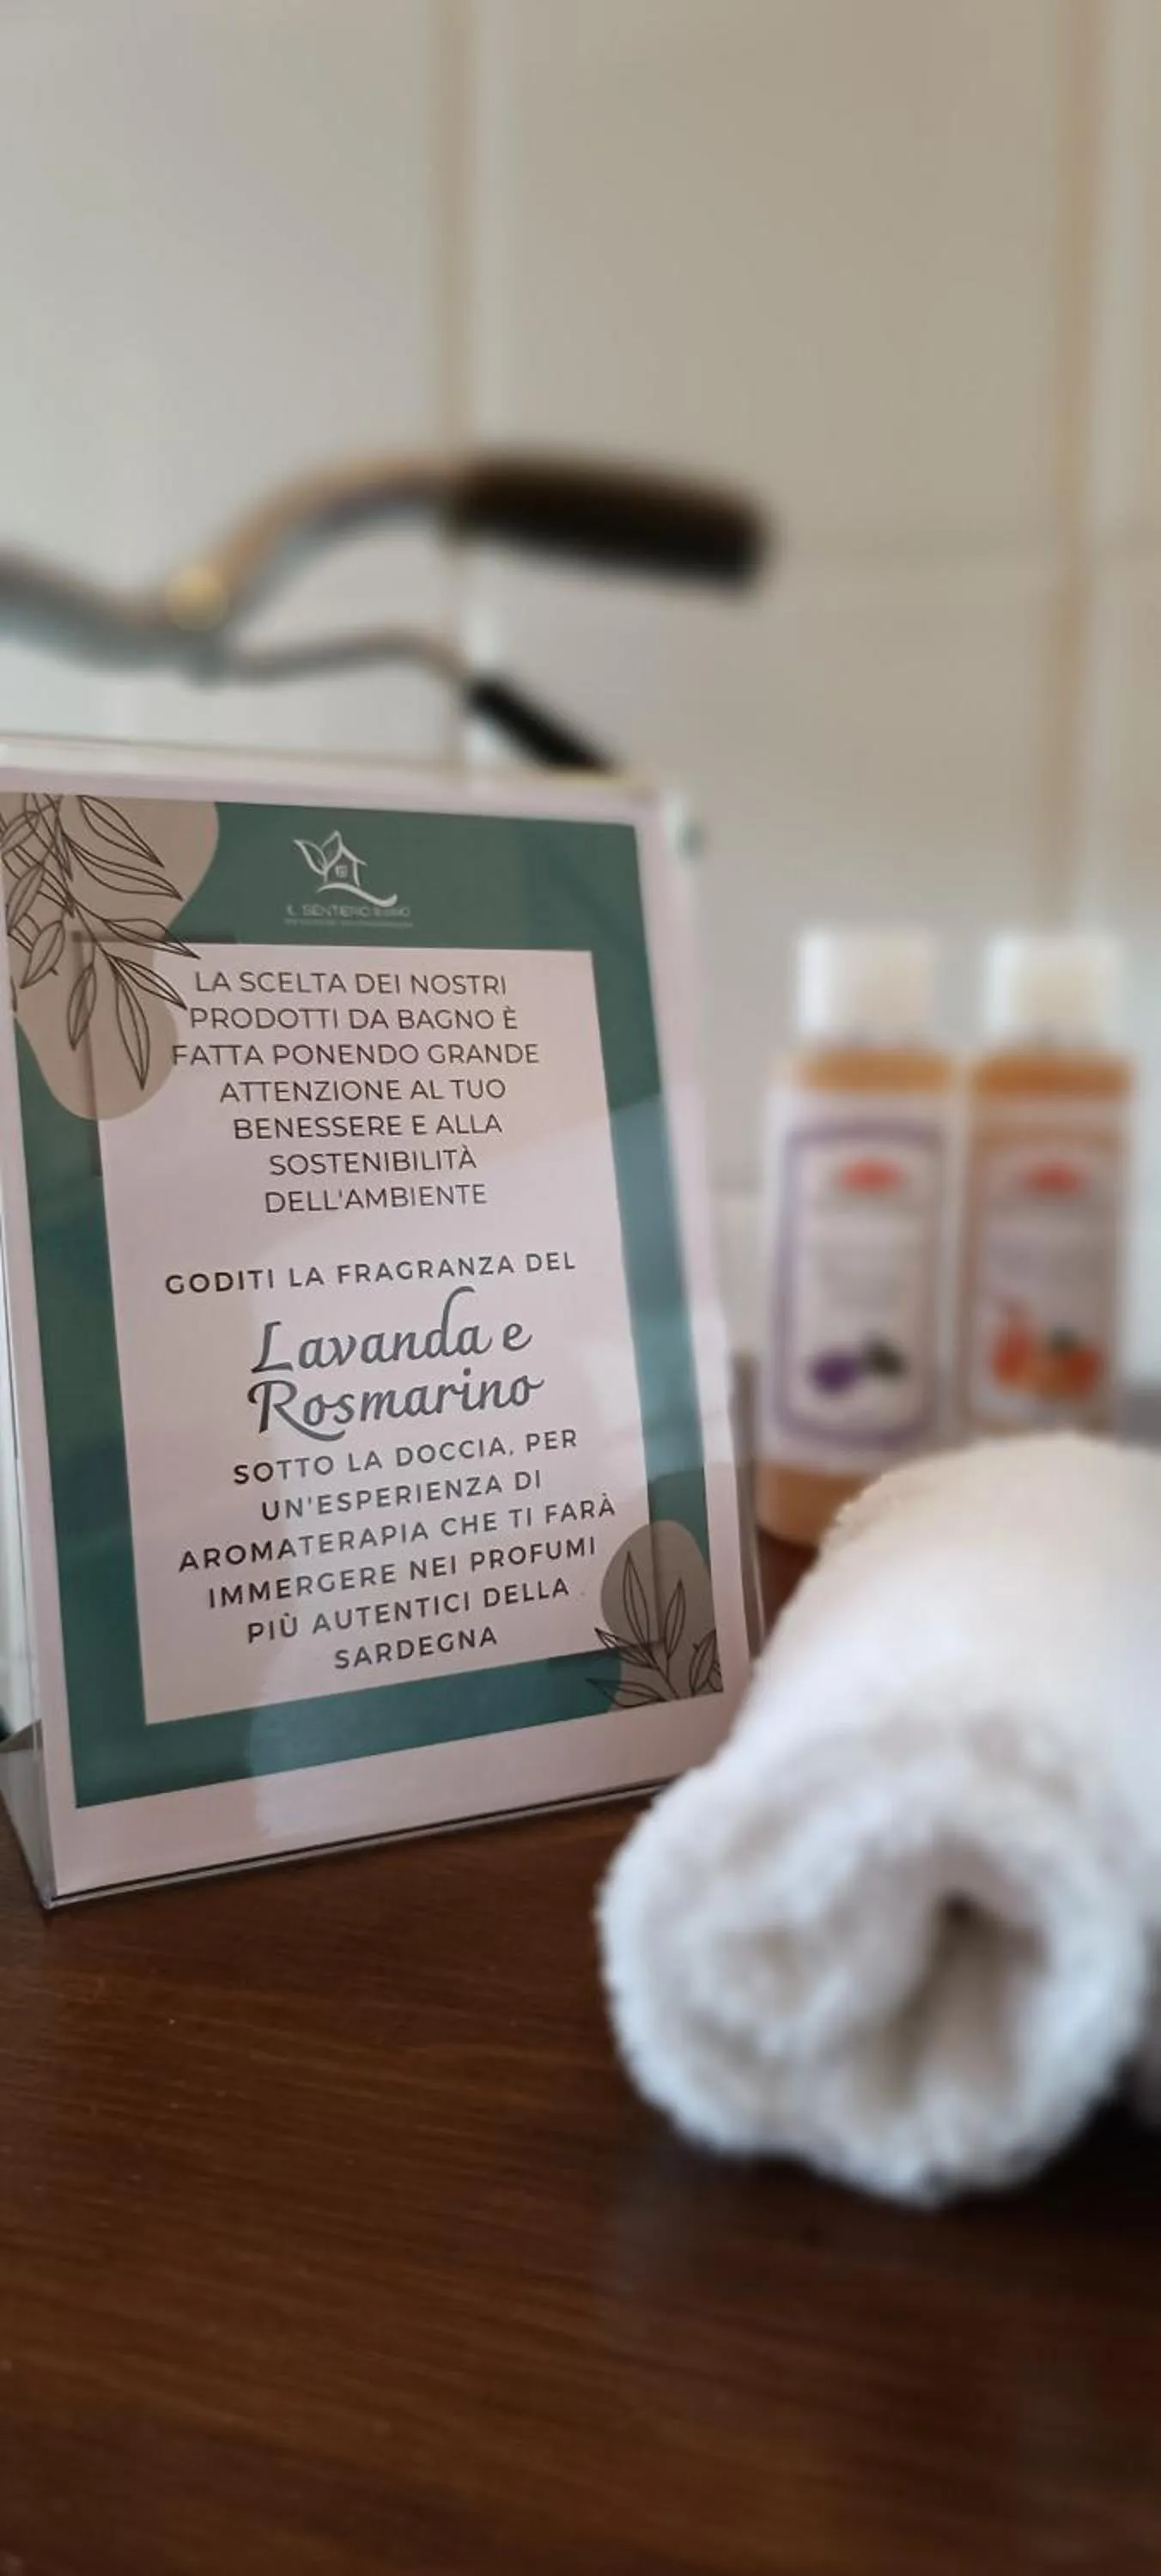 IL SENTIERO
LA SCELTA DEI NOSTRI
PRODOTTI DA BAGNO È
FATTA PONENDO GRANDE
ATTENZIONE AL TUO
BENESSERE E ALLA
SOSTENIBILITÀ
DELL'AMBIENTE
GODITI LA FRAGRANZA DEL
Lavanda e
Rosmarino
SOTTO LA DOCCIA, PER
UN'ESPERIENZA DI
AROMATERAPIA CHE TI FARÀ
IMMERGERE NEI PROFUMI
PIÙ AUTENTICI DELLA
SARDEGNA